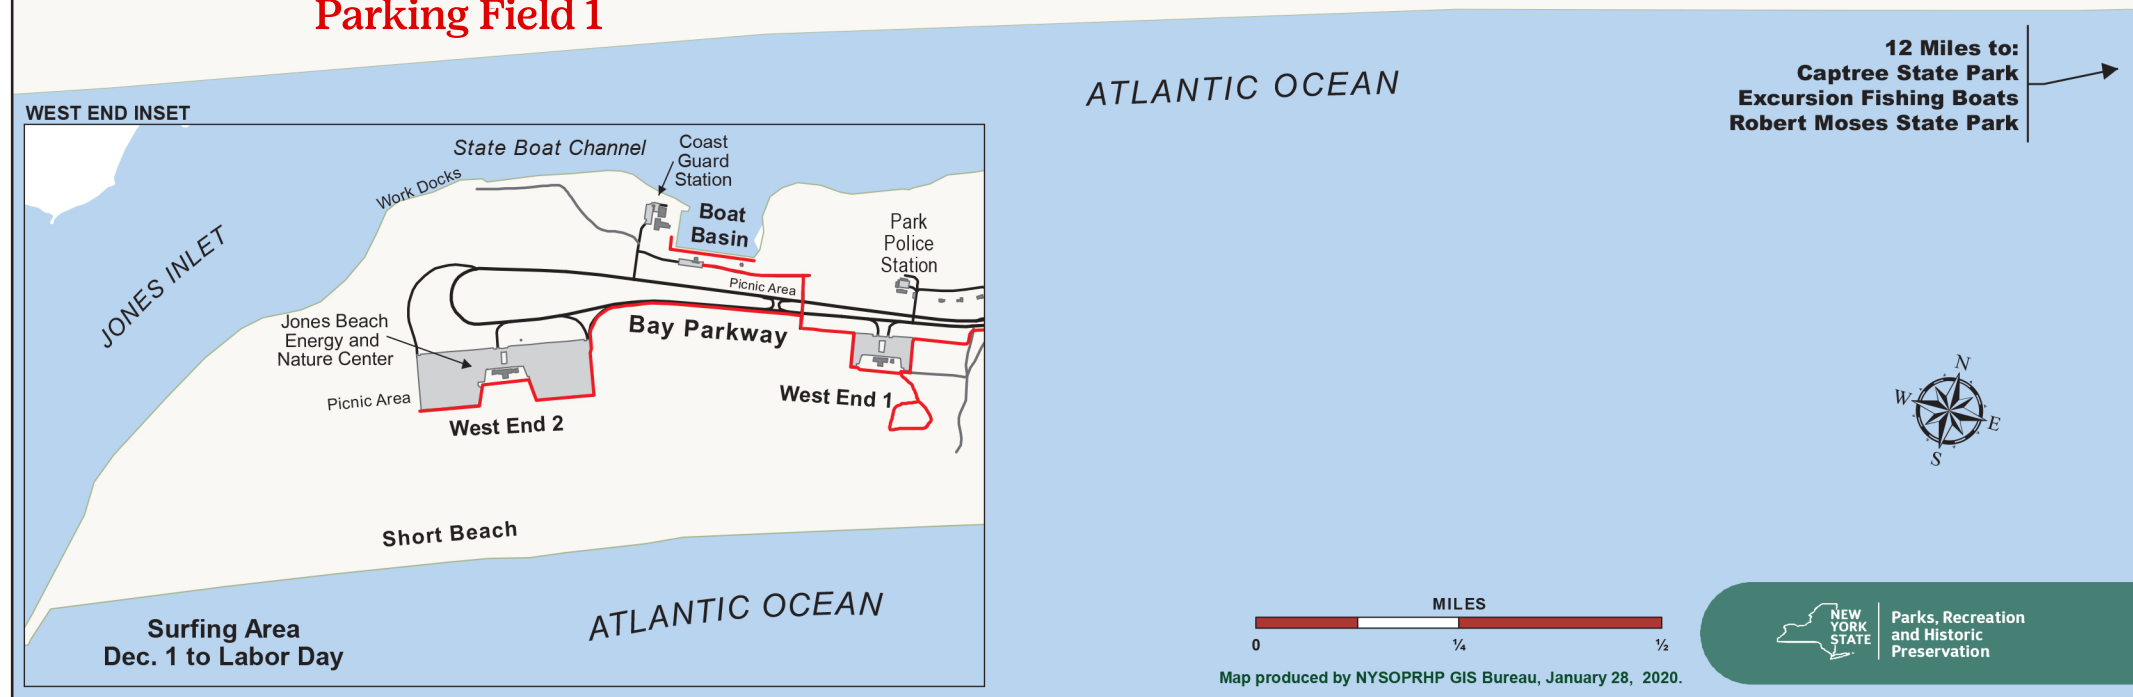 Parking Field 1
12 Miles to:
Captree State Park
Excursion Fishing Boats
Robert Moses State Park
ATLANTIC OCEAN
WEST END INSET
State Boat Channel
Coast
Guard
Station
Work Docks
Boat
Basin
Park
Police
Station
JONES INLET
Picnic Area
Jones Beach
Energy and
Nature Center
Bay Parkway
Picnic Area
West End 1
West End 2
Short Beach
ATLANTIC OCEAN
Surfing Area
Dec. 1 to Labor Day
N
W
E
S
MILES
0 ¼ ½
Map produced by NYSOPRHP GIS Bureau, January 28, 2020.
NEW
YORK
STATE
Parks, Recreation
and Historic
Preservation